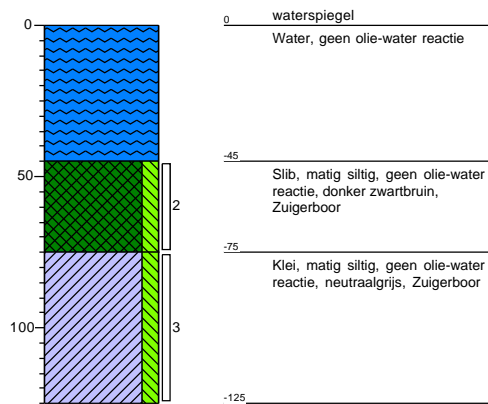 0
50
100
2
3
waterspiegel
0
Water, geen olie-water reactie
-45
Slib, matig siltig, geen olie-water
reactie, donker zwartbruin,
Zuigerboor
-75
Klei, matig siltig, geen olie-water
reactie, neutraalgrijs, Zuigerboor
-125